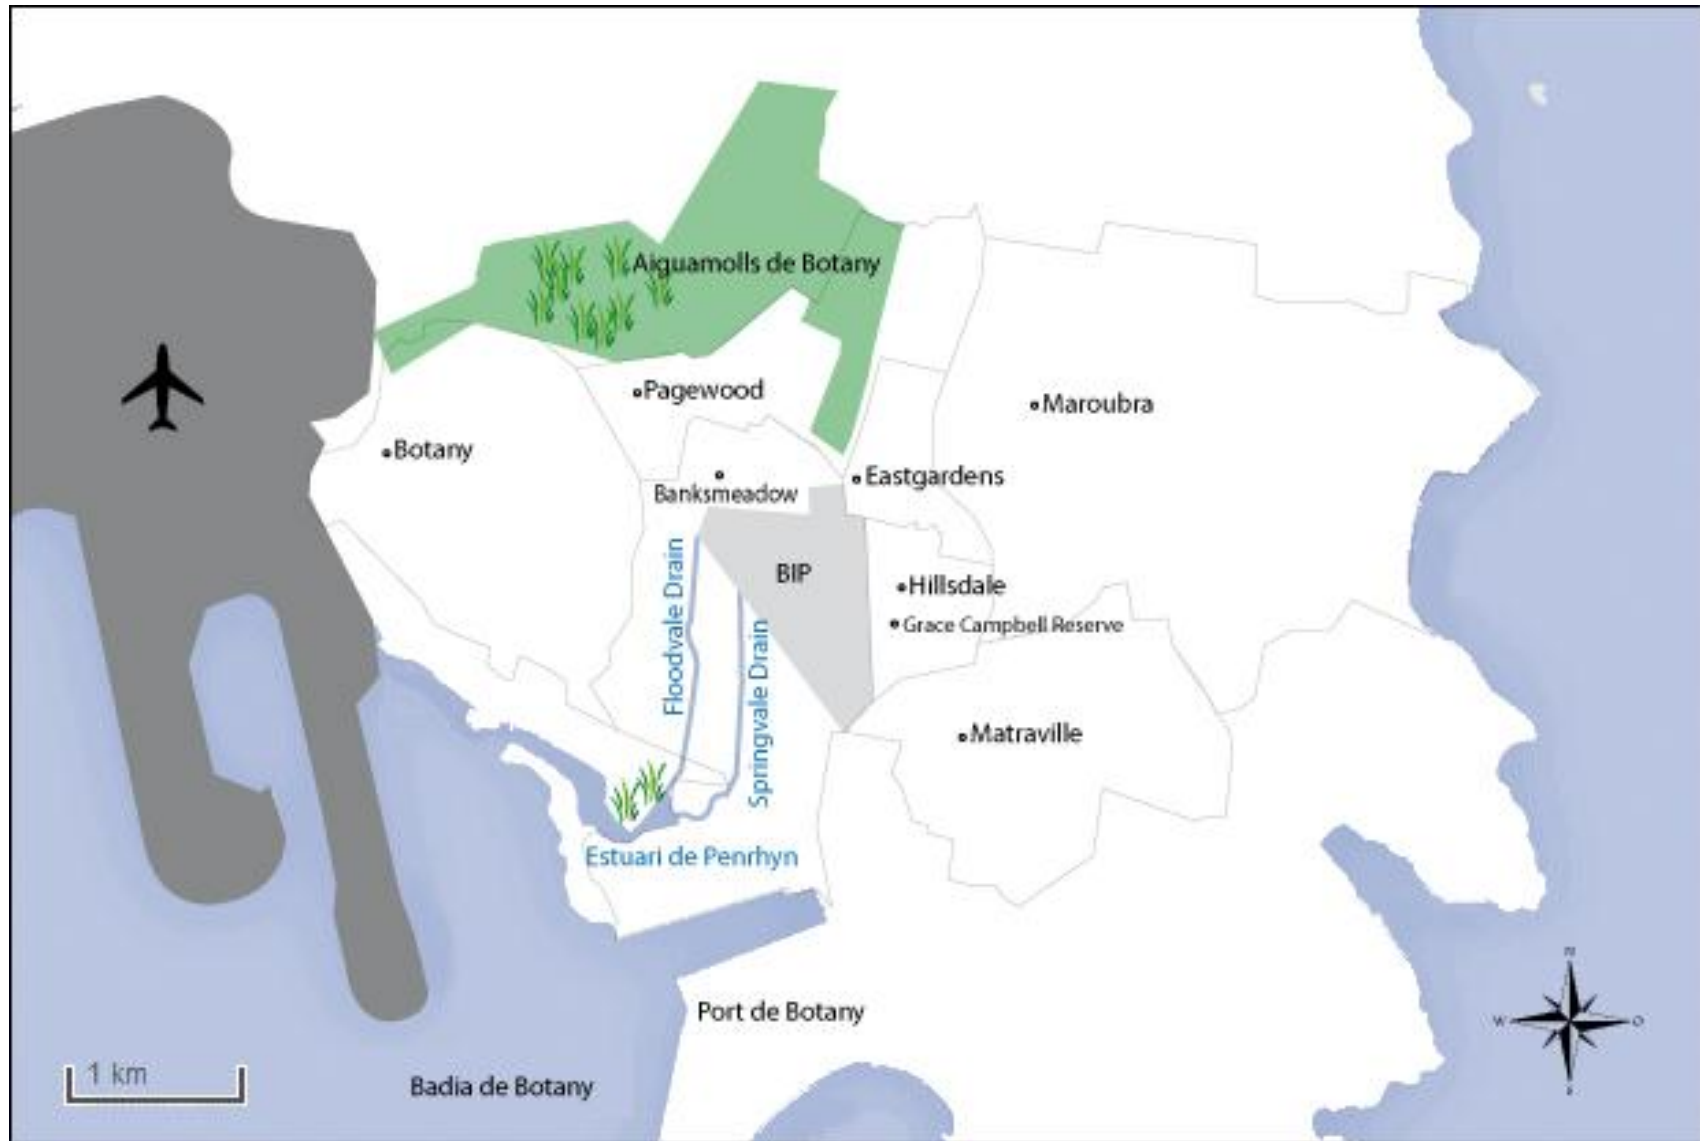 Aiguamolls de Botany
Pagewood
Maroubra
Botany
Eastgardens
Banksmeadow
BIP
Hillsdale
Grace Campbell Reserve
Floodvale Drain
Springvale Drain
Matraville
Estuari de Penrhyn
Port de Botany
Badia de Botany
1 km
N
W O
S